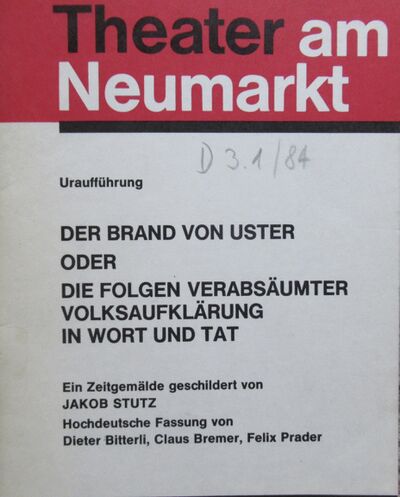 Theater am
Neumarkt
D 3.1/84
Uraufführung
DER BRAND VON USTER
ODER
DIE FOLGEN VERABSÄUMTER
VOLKSAUFKLÄRUNG
IN WORT UND TAT
Ein Zeitgemälde geschildert von
JAKOB STUTZ
Hochdeutsche Fassung von
Dieter Bitterli, Claus Bremer, Felix Prader